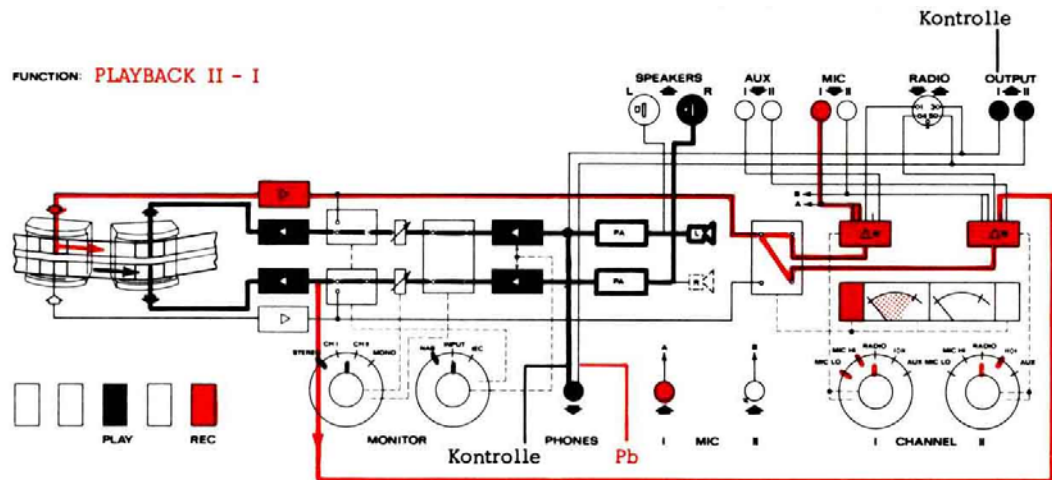 Kontrolle
FUNCTION: PLAYBACK II - I
SPEAKERS AUX MIC RADIO OUTPUT
L R I II I II I II
B
A
PA L
PA R
STEREO CH I CH II MONO
NAB INPUT IEC
A B
MIC LO MIC HI RADIO AUX
MIC LO MIC HI RADIO AUX
PLAY REC
MONITOR PHONES I MIC II I CHANNEL II
Kontrolle Pb